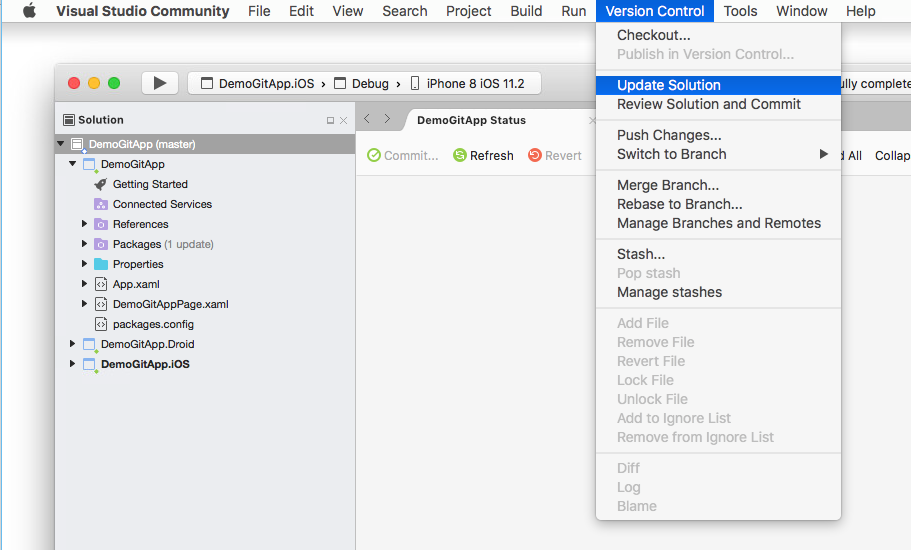 Visual Studio Community File Edit View Search Project Build Run Version Control Tools Window Help
Checkout...
Publish in Version Control...
Update Solution
Review Solution and Commit
Push Changes...
Switch to Branch
Merge Branch...
Rebase to Branch...
Manage Branches and Remotes
Stash...
Pop stash
Manage stashes
Add File
Remove File
Revert File
Lock File
Unlock File
Add to Ignore List
Remove from Ignore List
Diff
Log
Blame
DemoGitApp.iOS › Debug › iPhone 8 iOS 11.2
ully complete
Solution
DemoGitApp (master)
DemoGitApp
Getting Started
Connected Services
References
Packages (1 update)
Properties
App.xaml
DemoGitAppPage.xaml
packages.config
DemoGitApp.Droid
DemoGitApp.iOS
DemoGitApp Status
Commit... Refresh Revert
d All Collap